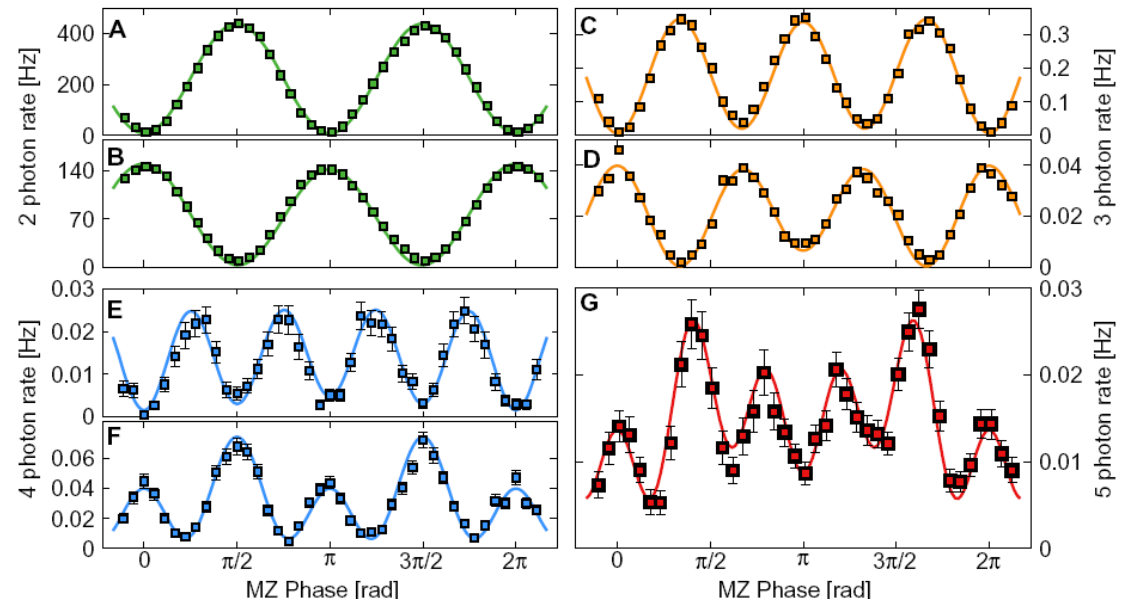 A
C
400
200
0
0.3
0.2
0.1
0
B
D
140
70
0
0.04
0.02
0
2 photon rate [Hz]
3 photon rate [Hz]
E
G
0.03
0.02
0.01
0
0.03
0.02
0.01
0
F
0.06
0.04
0.02
0
4 photon rate [Hz]
5 photon rate [Hz]
0 π/2 π 3π/2 2π
0 π/2 π 3π/2 2π
MZ Phase [rad]
MZ Phase [rad]